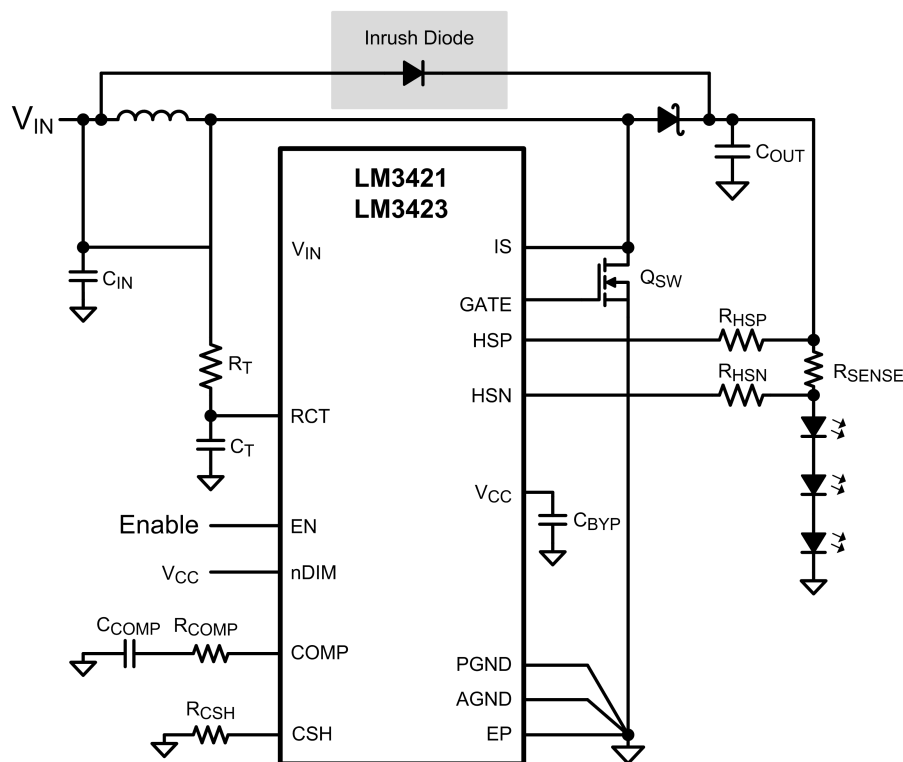 Inrush Diode
VIN
COUT
LM3421
LM3423
VIN
IS
CIN
QSW
GATE
RHSP
HSP
RT
RHSN
RSENSE
HSN
RCT
CT
VCC
CBYP
Enable
EN
VCC
nDIM
CCOMP
RCOMP
COMP
PGND
AGND
RCSH
CSH
EP